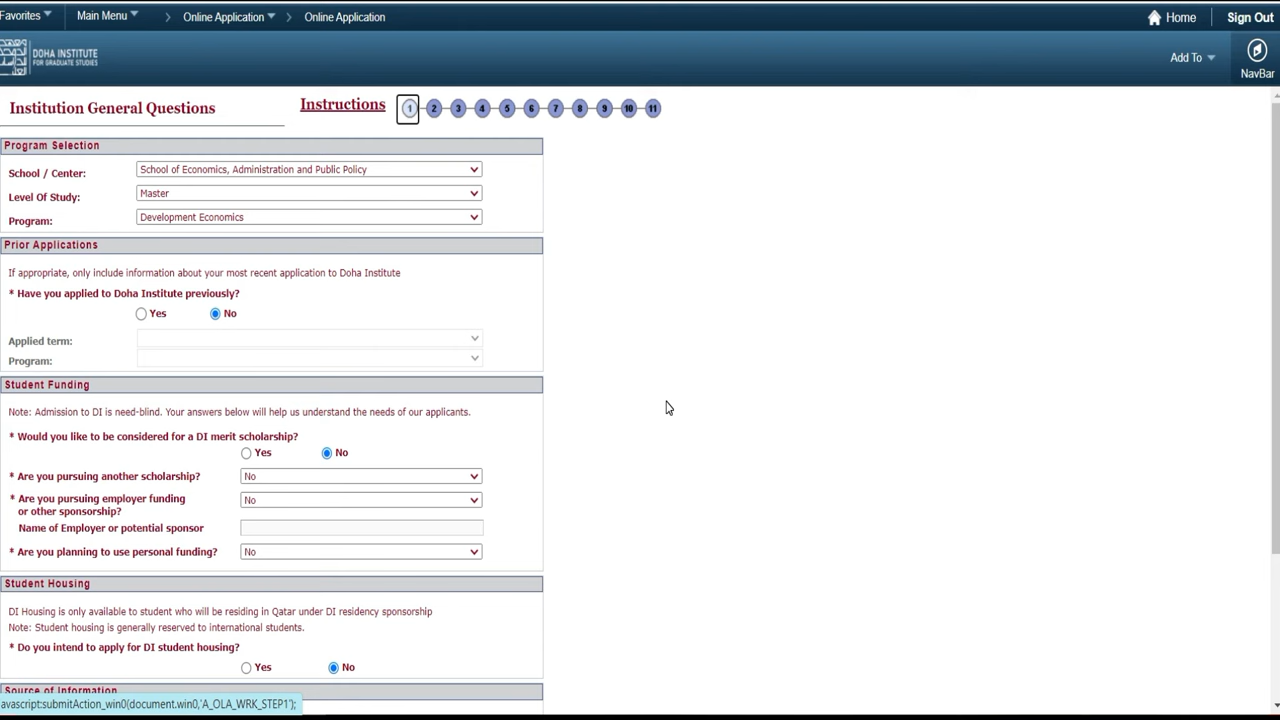 Favorites
Main Menu
Online Application
Online Application
Home
Sign Out
DOHA INSTITUTE
FOR GRADUATE STUDIES
Add To
NavBar
Institution General Questions
Instructions
1 2 3 4 5 6 7 8 9 10 11
Program Selection
School / Center: School of Economics, Administration and Public Policy
Level Of Study: Master
Program: Development Economics
Prior Applications
If appropriate, only include information about your most recent application to Doha Institute
* Have you applied to Doha Institute previously?
Yes No
Applied term:
Program:
Student Funding
Note: Admission to DI is need-blind. Your answers below will help us understand the needs of our applicants.
* Would you like to be considered for a DI merit scholarship?
Yes No
* Are you pursuing another scholarship? No
* Are you pursuing employer funding No
or other sponsorship?
Name of Employer or potential sponsor
* Are you planning to use personal funding? No
Student Housing
DI Housing is only available to student who will be residing in Qatar under DI residency sponsorship
Note: Student housing is generally reserved to international students.
* Do you intend to apply for DI student housing?
Yes No
Source of Information
avascript:submitAction_win0(document.win0,'A_OLA_WRK_STEP1');